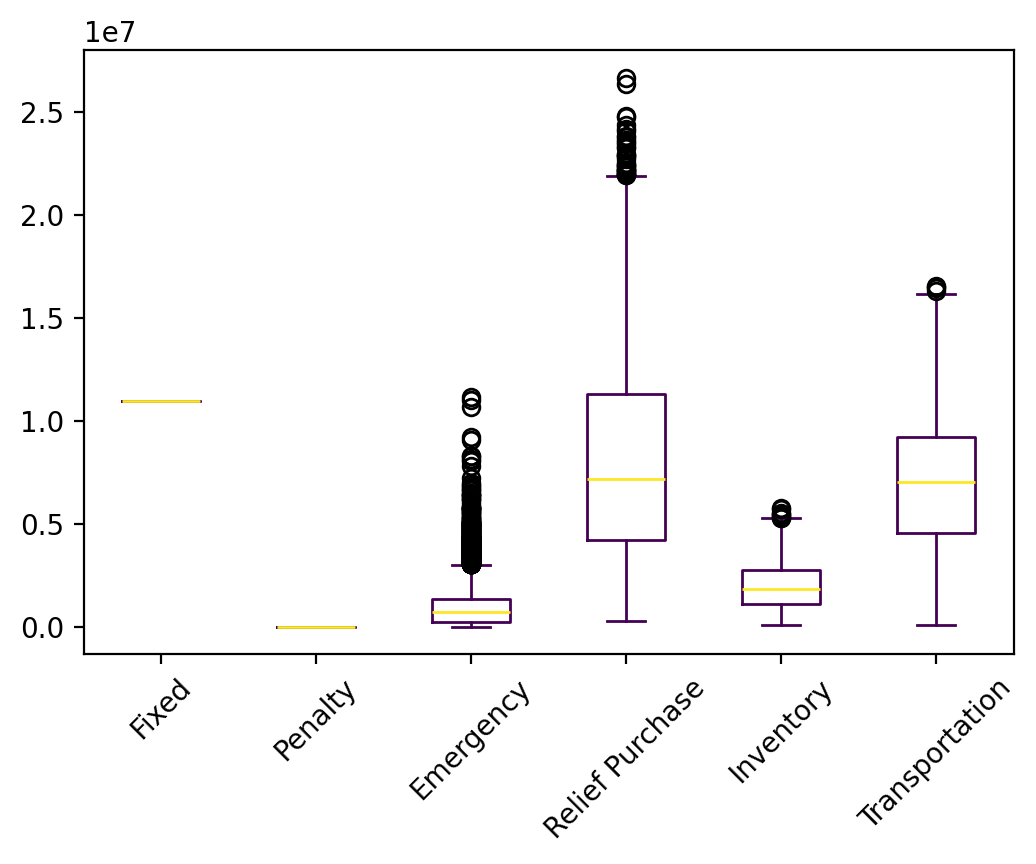 1e7
2.5
2.0
1.5
1.0
0.5
0.0
Fixed
Penalty
Emergency
Relief Purchase
Inventory
Transportation